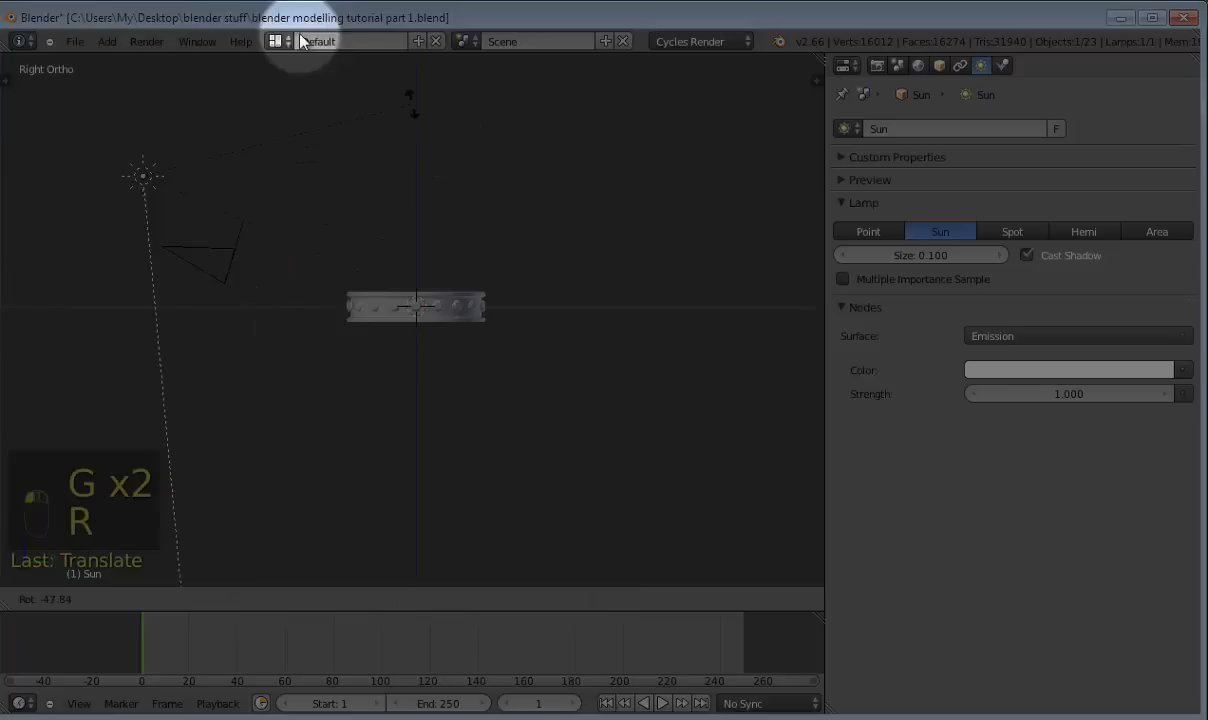 Blender* [C:\Users\My\Desktop\blender stuff\blender modelling tutorial part 1.blend]
File Add Render Window Help Default Scene Cycles Render v2.66 | Verts:16012 | Faces:16274 | Tris:31940 | Objects:1/23 | Lamps:1/1 | Mem:16
Right Ortho
Sun Sun
Sun F
Custom Properties
Preview
Lamp
Point Sun Spot Hemi Area
Size: 0.100 Cast Shadow
Multiple Importance Sample
Nodes
Surface: Emission
Color:
Strength: 1.000
G x2
R
Last: Translate
(1) Sun
Rot: -47.84
-40 -20 0 20 40 60 80 100 120 140 160 180 200 220 240 260
View Marker Frame Playback Start: 1 End: 250 1 No Sync